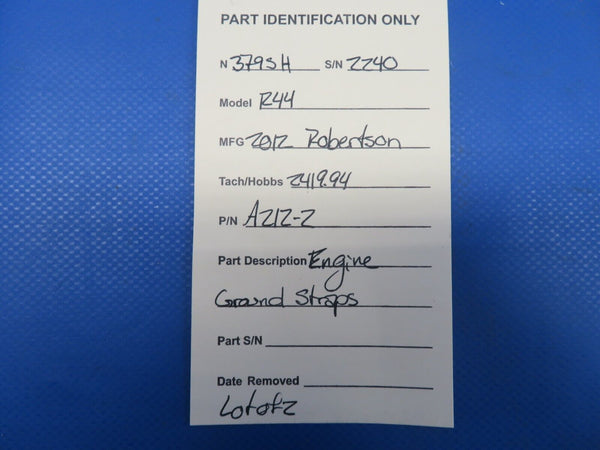 PART IDENTIFICATION ONLY
N 379SH S/N 2240
Model R44
MFG 2012 Robertson
Tach/Hobbs 2419.94
P/N A212-2
Part Description Engine
Ground Straps
Part S/N
Date Removed
Lot of 2